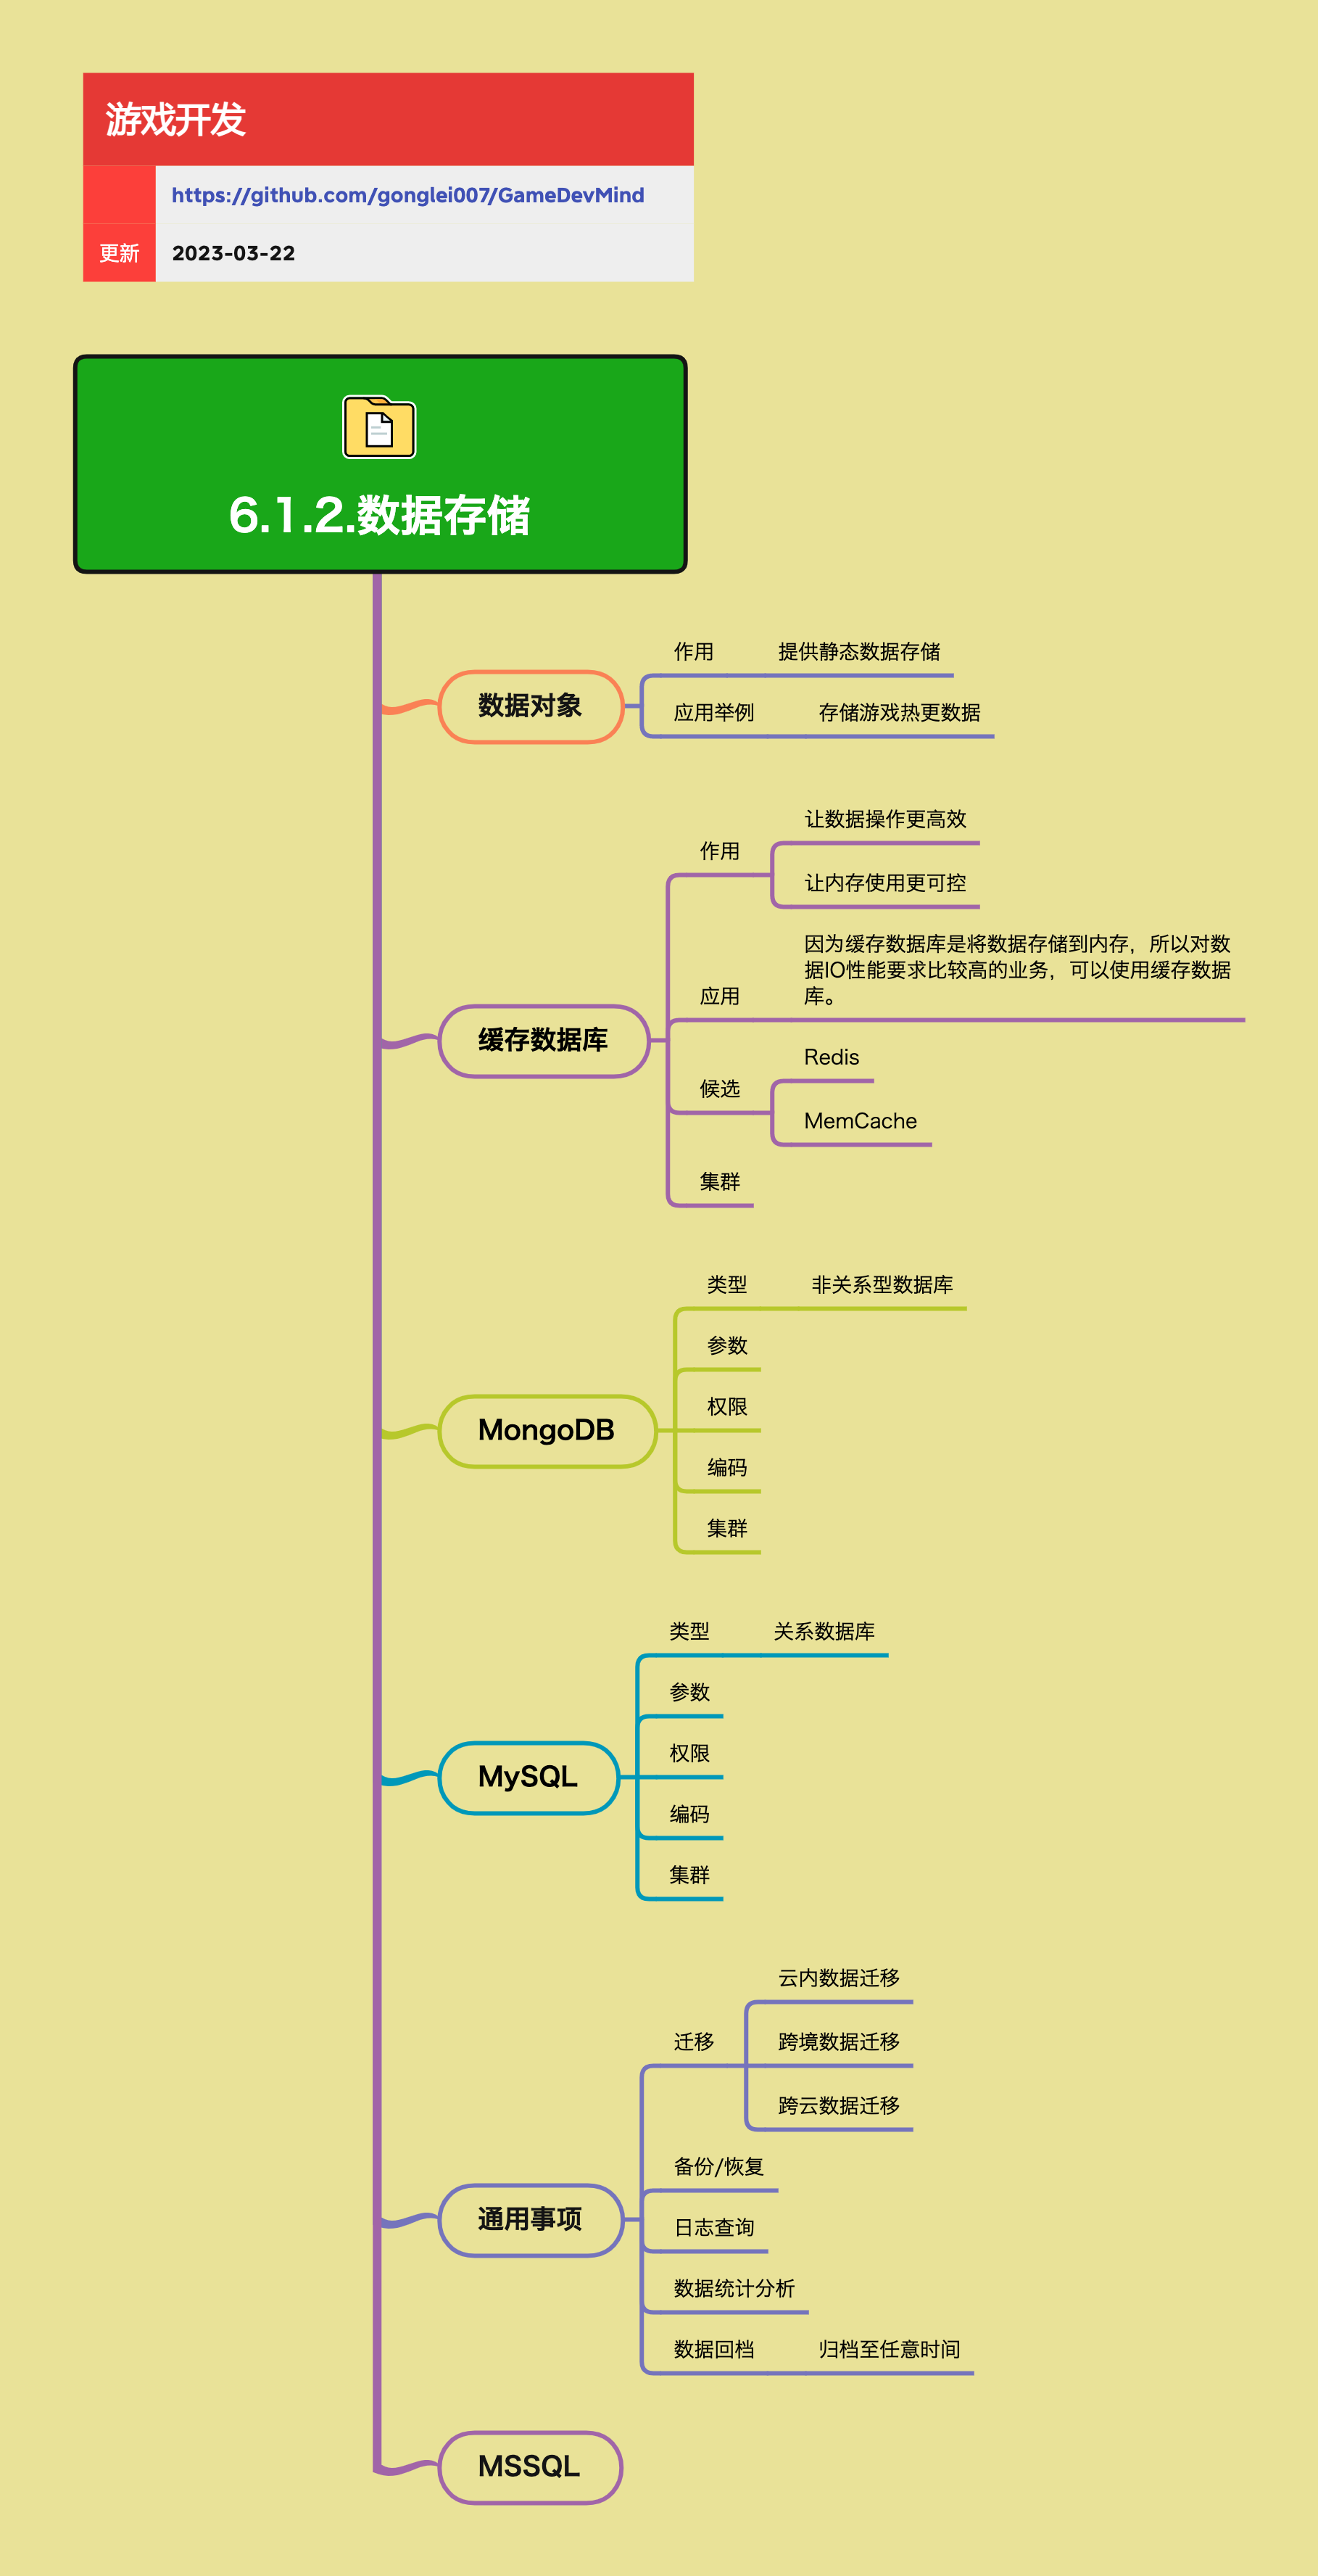 游戏开发
https://github.com/gonglei007/GameDevMind
更新
2023-03-22
6.1.2.数据存储
数据对象
作用
提供静态数据存储
应用举例
存储游戏热更数据
缓存数据库
作用
让数据操作更高效
让内存使用更可控
应用
因为缓存数据库是将数据存储到内存，所以对数
据IO性能要求比较高的业务，可以使用缓存数据
库。
候选
Redis
MemCache
集群
MongoDB
类型
非关系型数据库
参数
权限
编码
集群
MySQL
类型
关系数据库
参数
权限
编码
集群
通用事项
迁移
云内数据迁移
跨境数据迁移
跨云数据迁移
备份/恢复
日志查询
数据统计分析
数据回档
归档至任意时间
MSSQL